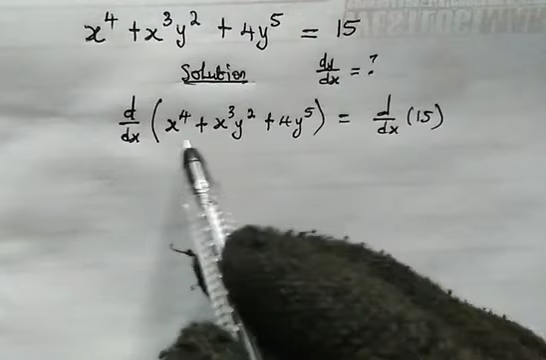 x⁴ + x³y² + 4y⁵ = 15
Solution dy/dx = ?
d/dx (x⁴ + x³y² + 4y⁵) = d/dx (15)